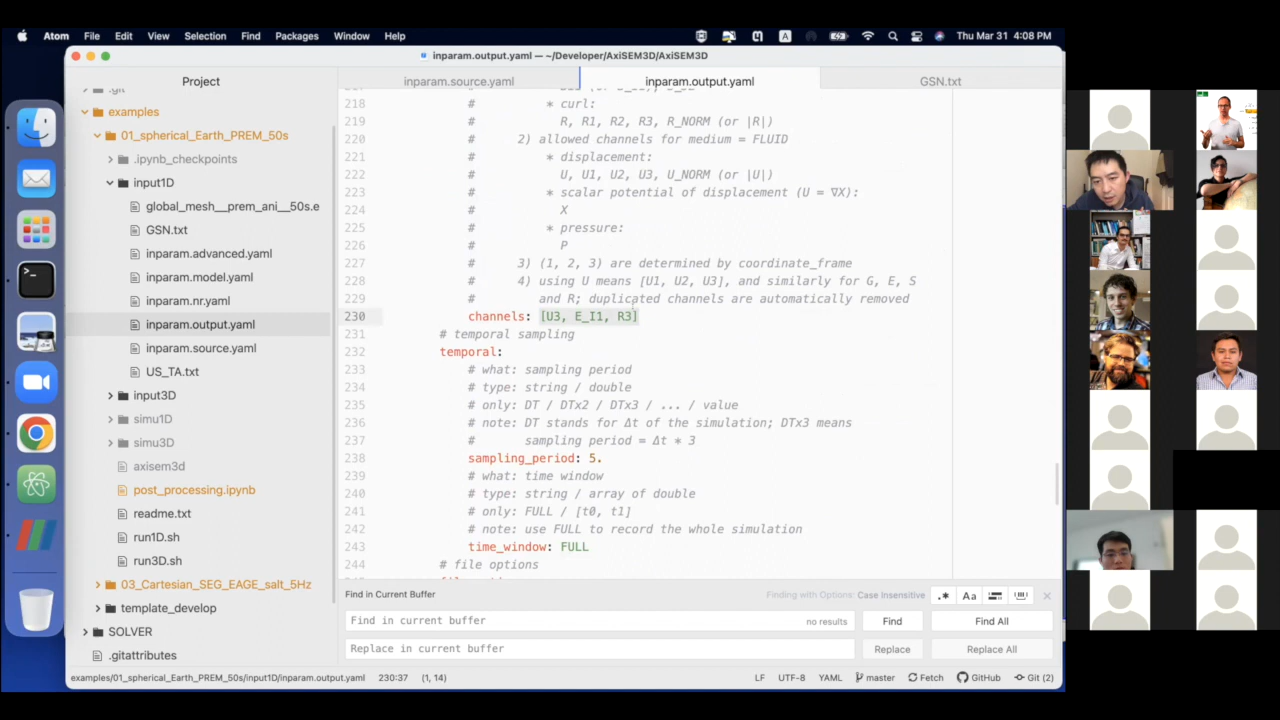 Atom File Edit View Selection Find Packages Window Help
A
Thu Mar 31 4:08 PM
inparam.output.yaml — ~/Developer/AxiSEM3D/AxiSEM3D
Project
inparam.source.yaml
inparam.output.yaml
GSN.txt
.git
examples
01_spherical_Earth_PREM_50s
.ipynb_checkpoints
input1D
global_mesh__prem_ani__50s.e
GSN.txt
inparam.advanced.yaml
inparam.model.yaml
inparam.nr.yaml
inparam.output.yaml
inparam.source.yaml
US_TA.txt
input3D
simu1D
simu3D
axisem3d
post_processing.ipynb
readme.txt
run1D.sh
run3D.sh
03_Cartesian_SEG_EAGE_salt_5Hz
template_develop
SOLVER
.gitattributes
218 # * curl:
219 # R, R1, R2, R3, R_NORM (or |R|)
220 # 2) allowed channels for medium = FLUID
221 # * displacement:
222 # U, U1, U2, U3, U_NORM (or |U|)
223 # * scalar potential of displacement (U = ∇X):
224 # X
225 # * pressure:
226 # P
227 # 3) (1, 2, 3) are determined by coordinate_frame
228 # 4) using U means [U1, U2, U3], and similarly for G, E, S
229 # and R; duplicated channels are automatically removed
230 channels: [U3, E_I1, R3]
231 # temporal sampling
232 temporal:
233 # what: sampling period
234 # type: string / double
235 # only: DT / DTx2 / DTx3 / ... / value
236 # note: DT stands for Δt of the simulation; DTx3 means
237 # sampling period = Δt * 3
238 sampling_period: 5.
239 # what: time window
240 # type: string / array of double
241 # only: FULL / [t0, t1]
242 # note: use FULL to record the whole simulation
243 time_window: FULL
244 # file options
Find in Current Buffer
Finding with Options: Case Insensitive
.* Aa
Find in current buffer
no results
Find
Find All
Replace in current buffer
Replace
Replace All
examples/01_spherical_Earth_PREM_50s/input1D/inparam.output.yaml 230:37 (1, 14)
LF UTF-8 YAML master Fetch GitHub Git (2)